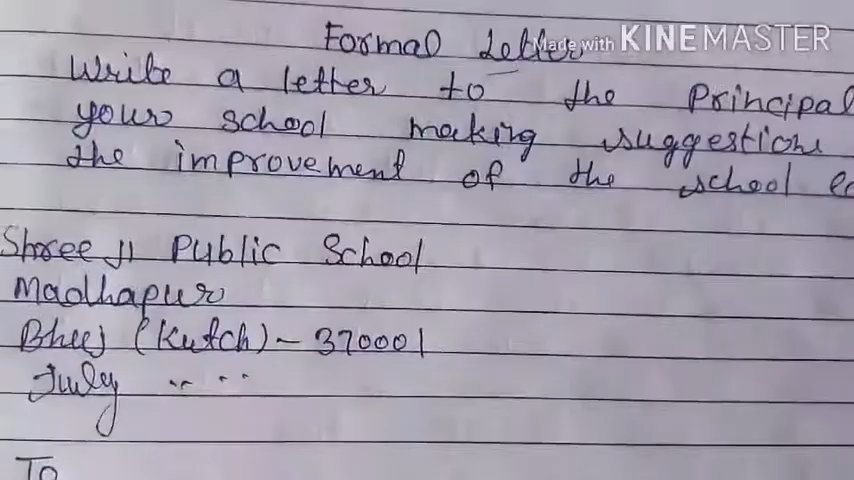 Formal Letter
Made with KINEMASTER
Write a letter to the Principal
your school making suggestions
the improvement of the school
Shree Ji Public School
Madhapur
Bhuj (Kutch) - 370001
July .. ..
To